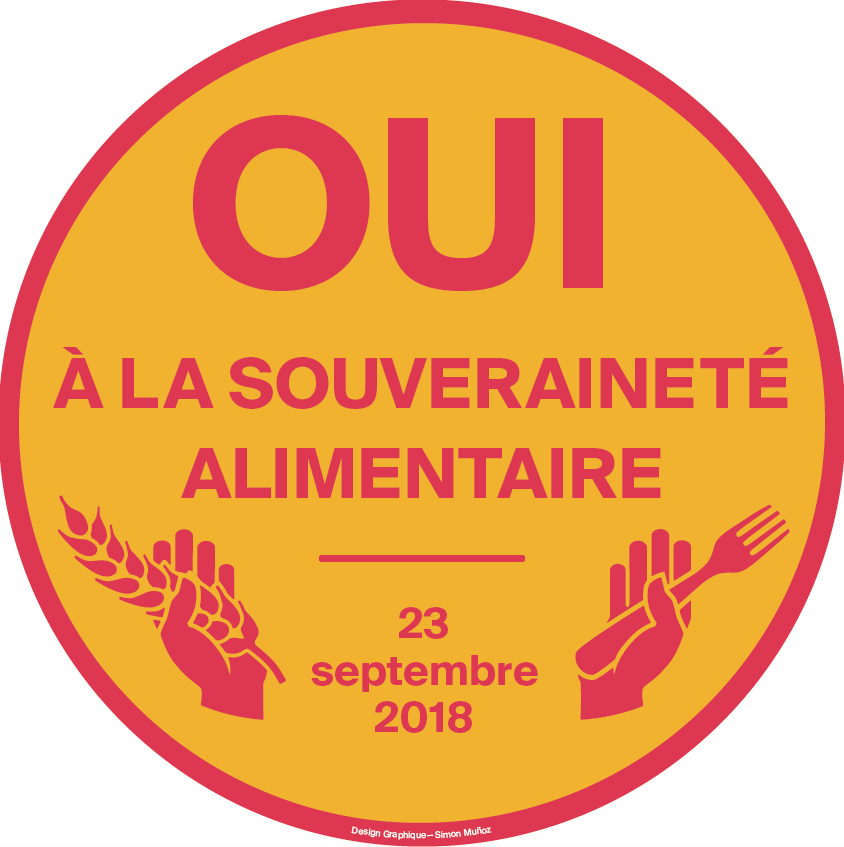 OUI
À LA SOUVERAINETÉ
ALIMENTAIRE
23
septembre
2018
Design Graphique – Simon Muñoz